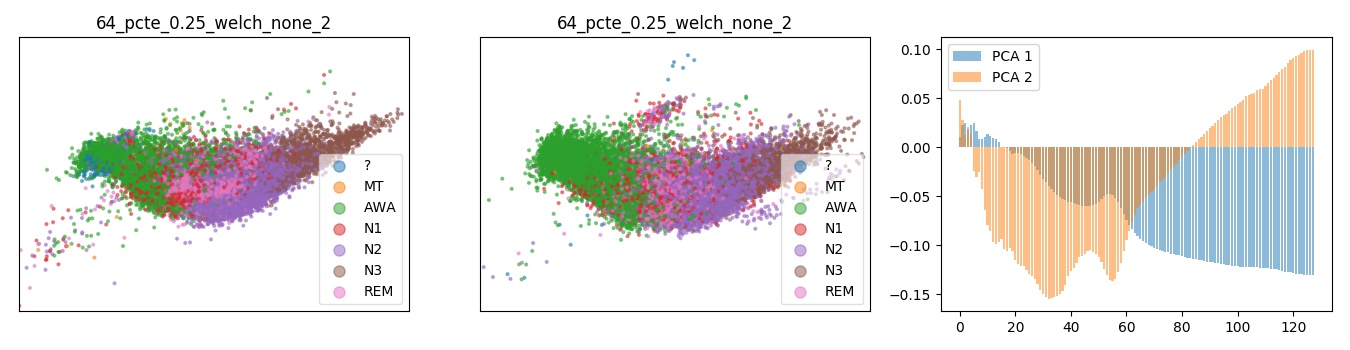 64_pcte_0.25_welch_none_2
?
MT
AWA
N1
N2
N3
REM
64_pcte_0.25_welch_none_2
?
MT
AWA
N1
N2
N3
REM
PCA 1
PCA 2
0.10
0.05
0.00
−0.05
−0.10
−0.15
0 20 40 60 80 100 120